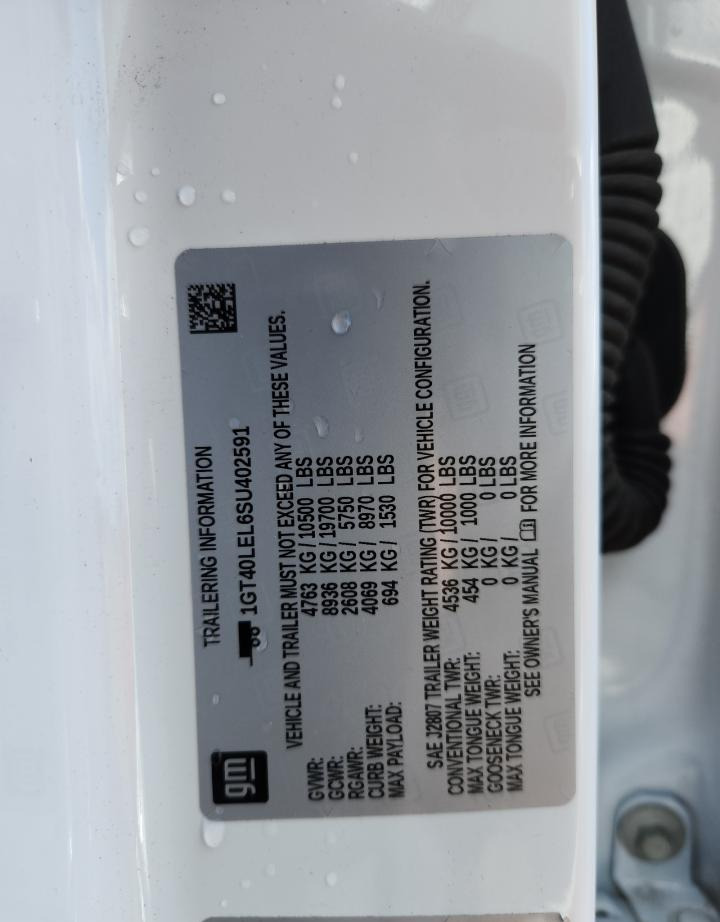 gm
TRAILERING INFORMATION
1GT40LEL6SU402591
VEHICLE AND TRAILER MUST NOT EXCEED ANY OF THESE VALUES.
GVWR: 4763 KG / 10500 LBS
GCWR: 8936 KG / 19700 LBS
RGAWR: 2608 KG / 5750 LBS
CURB WEIGHT: 4069 KG / 8970 LBS
MAX PAYLOAD: 694 KG / 1530 LBS
SAE J2807 TRAILER WEIGHT RATING (TWR) FOR VEHICLE CONFIGURATION.
CONVENTIONAL TWR: 4536 KG / 10000 LBS
MAX TONGUE WEIGHT: 454 KG / 1000 LBS
GOOSENECK TWR: 0 KG / 0 LBS
MAX TONGUE WEIGHT: 0 KG / 0 LBS
SEE OWNER'S MANUAL FOR MORE INFORMATION